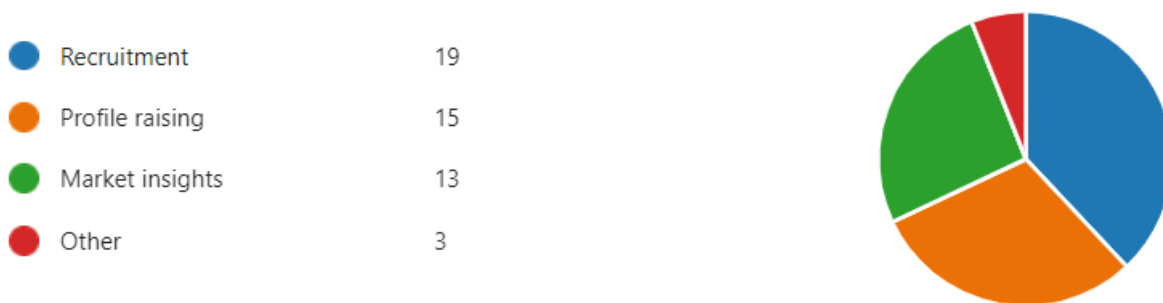 Recruitment 19
Profile raising 15
Market insights 13
Other 3